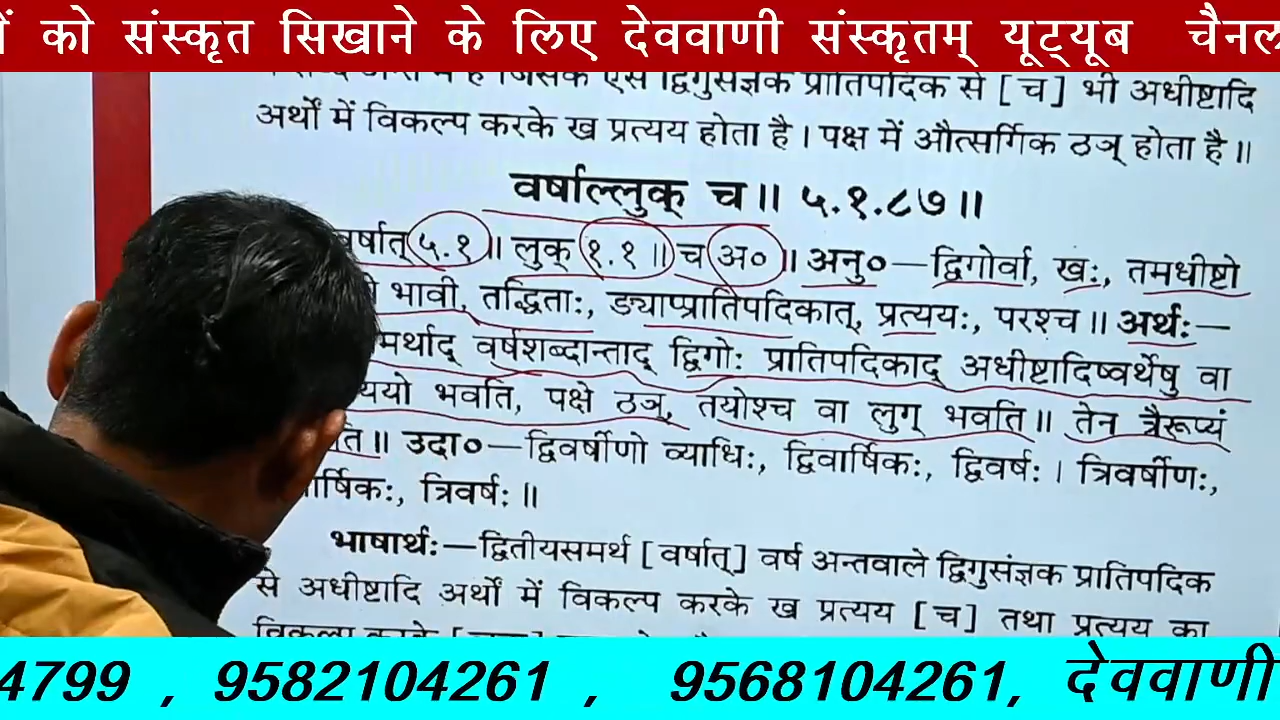 को संस्कृत सिखाने के लिए देववाणी संस्कृतम् यूट्यूब चैनल
द्विगुसंज्ञक प्रातिपदिक से [ च ] भी अधीष्टादि
अर्थों में विकल्प करके ख प्रत्यय होता है । पक्ष में औत्सर्गिक ठञ् होता है ॥
वर्षाल्लुक् च ॥ ५.१.८७ ॥
वर्षात् ५.१ ॥ लुक् १.१ ॥ च अ० ॥ अनु०—द्विगोर्वा, खः, तमधीष्टो
भावी, तद्धिताः, ङ्याप्प्रातिपदिकात्, प्रत्ययः, परश्च ॥ अर्थः—
वर्षशब्दान्ताद् द्विगोः प्रातिपदिकाद् अधीष्टादिष्वर्थेषु वा
भवति, पक्षे ठञ्, तयोश्च वा लुग् भवति ॥ तेन त्रैरूप्यं
॥ उदा०—द्विवर्षीणो व्याधिः, द्विवार्षिकः, द्विवर्षः । त्रिवर्षीणः,
त्रिवर्षः ॥
भाषार्थः—द्वितीयसमर्थ [ वर्षात् ] वर्ष अन्तवाले द्विगुसंज्ञक प्रातिपदिक
से अधीष्टादि अर्थों में विकल्प करके ख प्रत्यय [ च ] तथा प्रत्यय का
4799 , 9582104261 , 9568104261, देववाणी